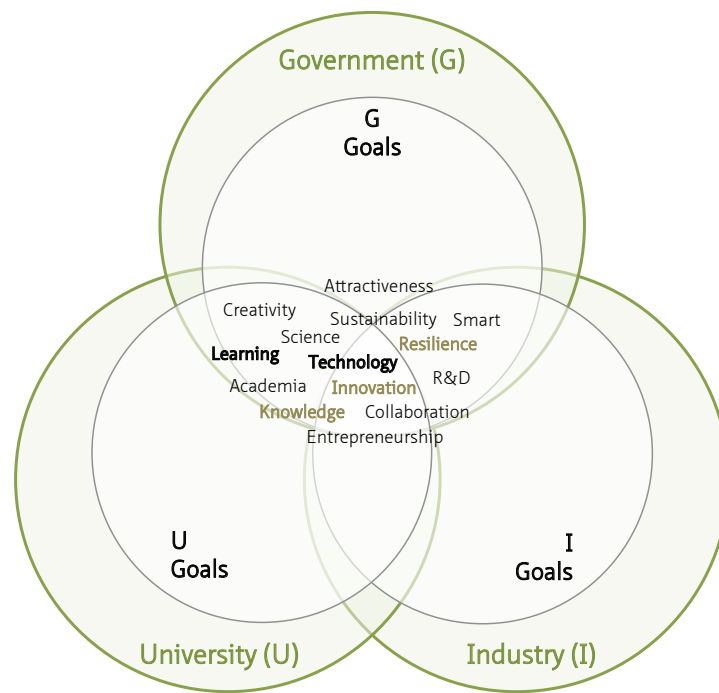 Government (G)
G
Goals
Attractiveness
Creativity
Sustainability
Smart
Science
Resilience
Learning
Technology
R&D
Academia
Innovation
Knowledge
Collaboration
Entrepreneurship
U
Goals
I
Goals
University (U)
Industry (I)